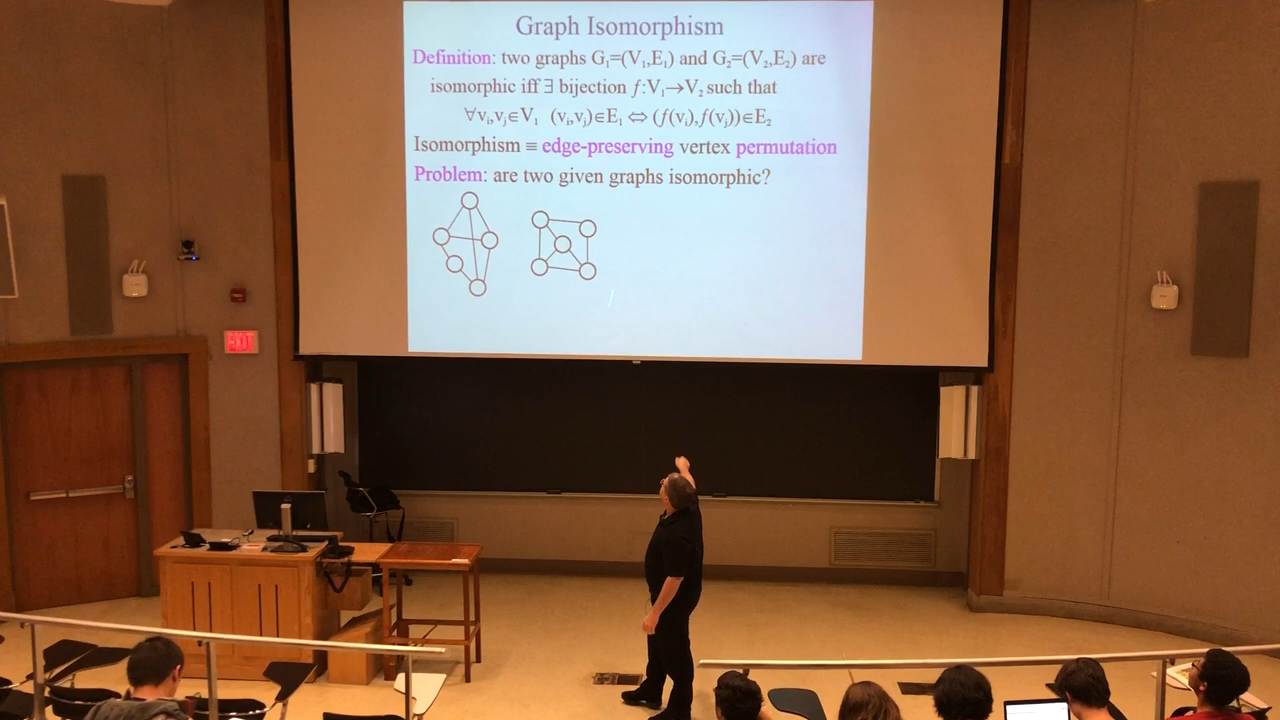 Graph Isomorphism
Definition: two graphs G₁=(V₁,E₁) and G₂=(V₂,E₂) are
isomorphic iff ∃ bijection f:V₁→V₂ such that
∀vᵢ,vⱼ∈V₁ (vᵢ,vⱼ)∈E₁ ⇔ (f(vᵢ),f(vⱼ))∈E₂
Isomorphism ≡ edge-preserving vertex permutation
Problem: are two given graphs isomorphic?
EXIT